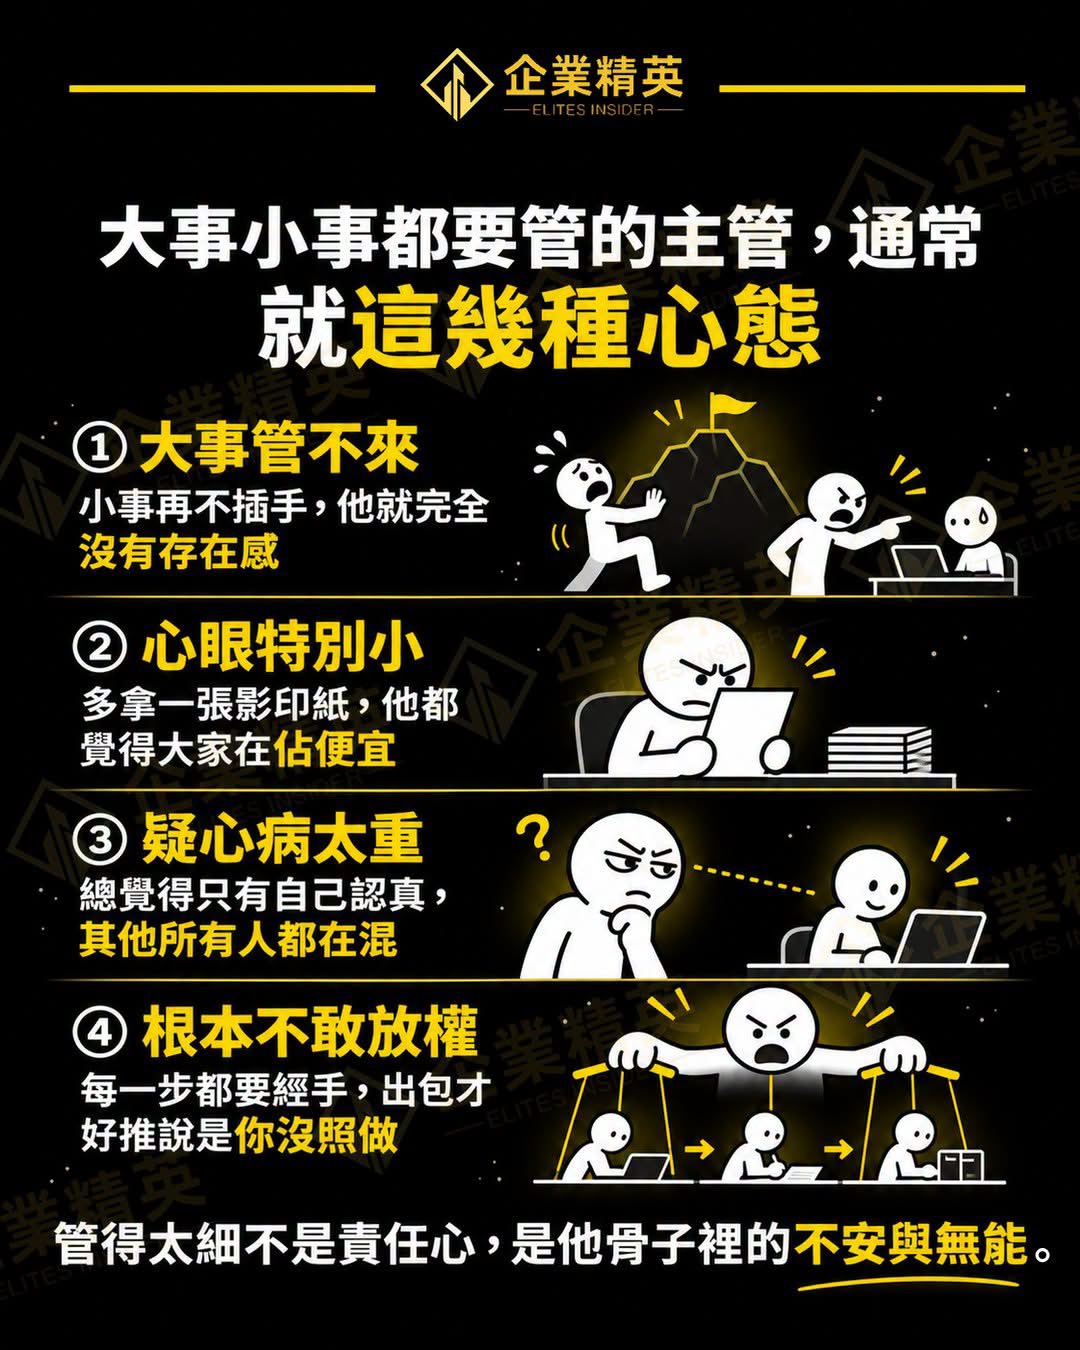 企業精英
ELITES INSIDER
大事小事都要管的主管，通常
就這幾種心態
① 大事管不來
小事再不插手，他就完全
沒有存在感
② 心眼特別小
多拿一張影印紙，他都
覺得大家在佔便宜
?
③ 疑心病太重
總覺得只有自己認真，
其他所有人都在混
④ 根本不敢放權
每一步都要經手，出包才
好推說是你沒照做
管得太細不是責任心，是他骨子裡的不安與無能。